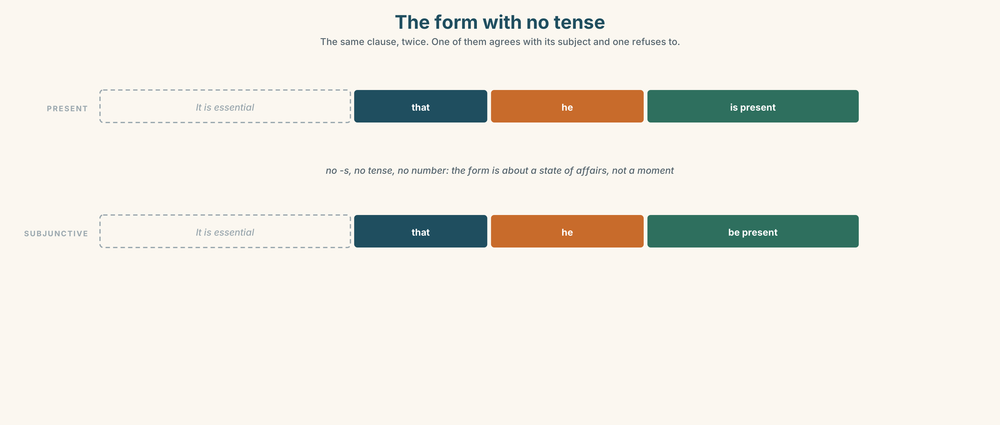 The form with no tense
The same clause, twice. One of them agrees with its subject and one refuses to.
PRESENT It is essential that he is present
no -s, no tense, no number: the form is about a state of affairs, not a moment
SUBJUNCTIVE It is essential that he be present